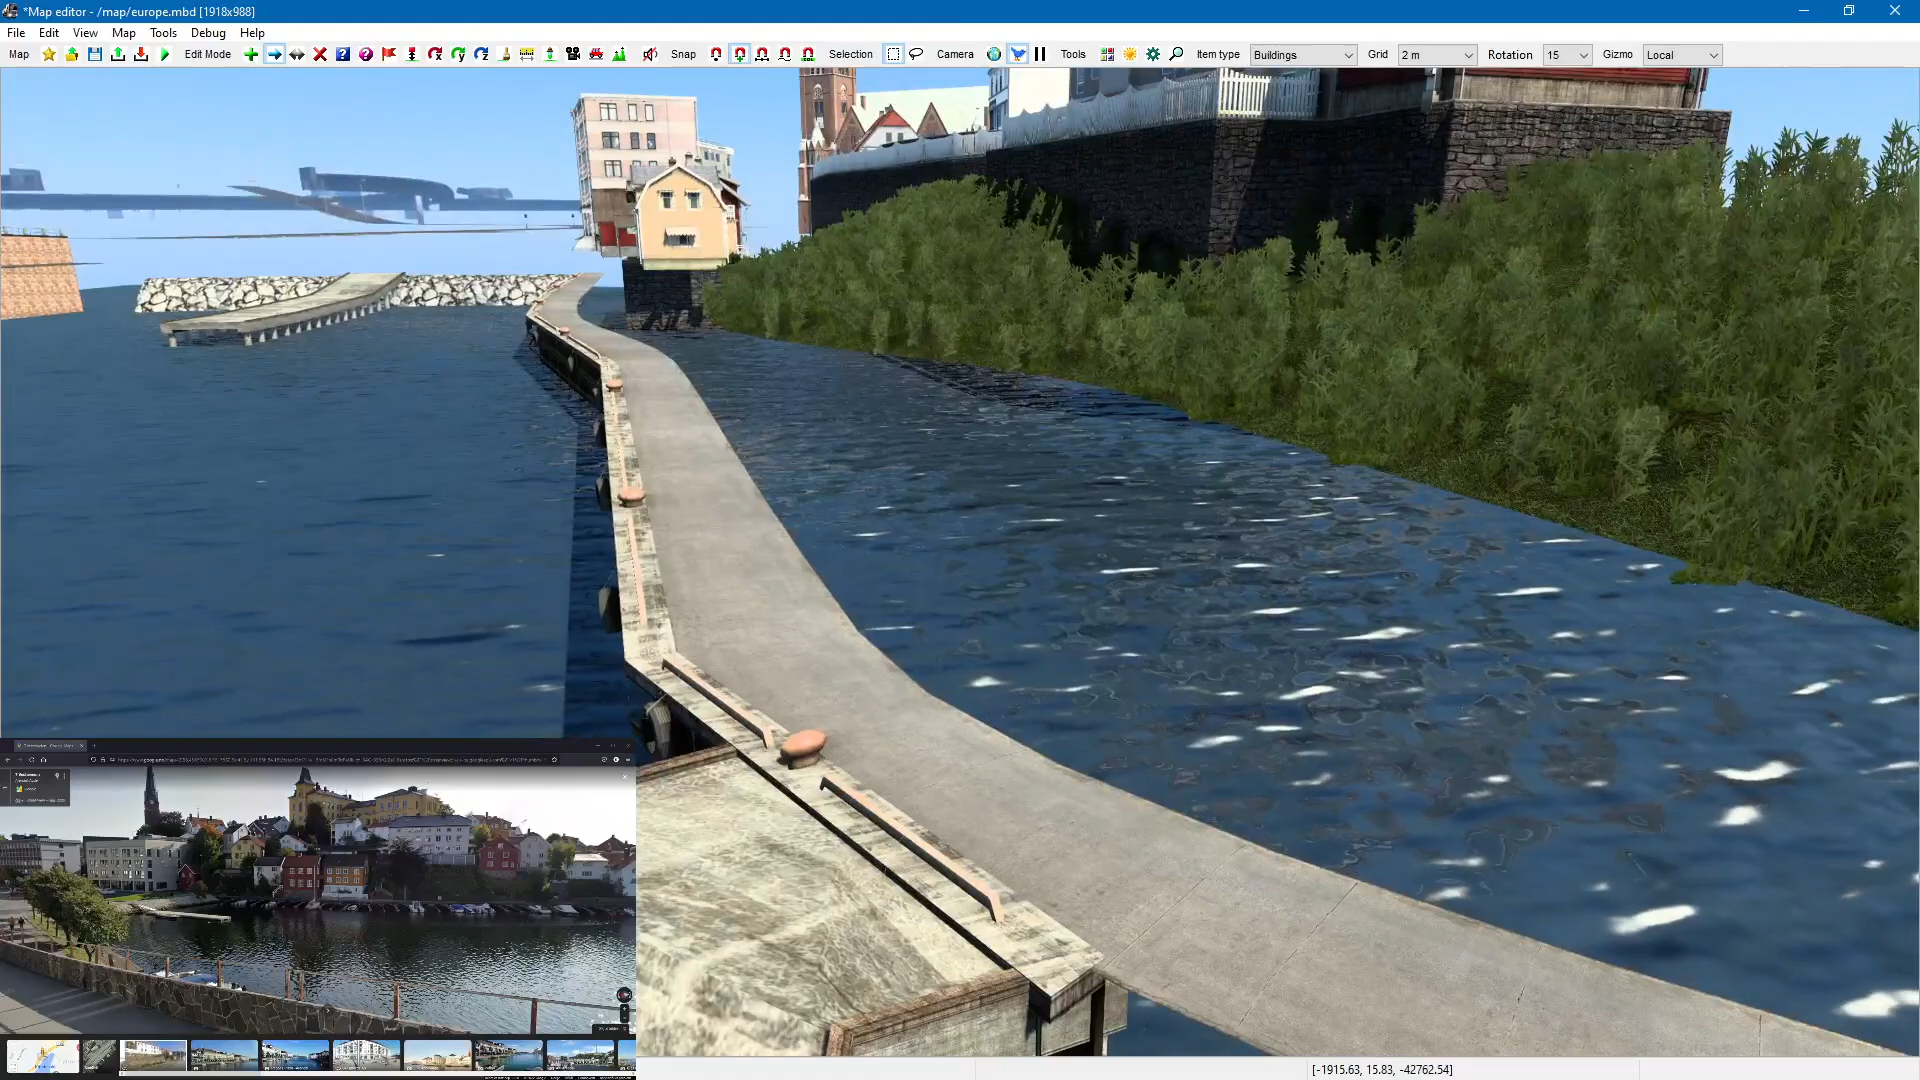 *Map editor - /map/europe.mbd [1918x988]
File Edit View Map Tools Debug Help
Map Edit Mode Snap Selection Camera Tools Item type Buildings Grid 2 m Rotation 15 Gizmo Local
[-1915.63, 15.83, -42762.54]